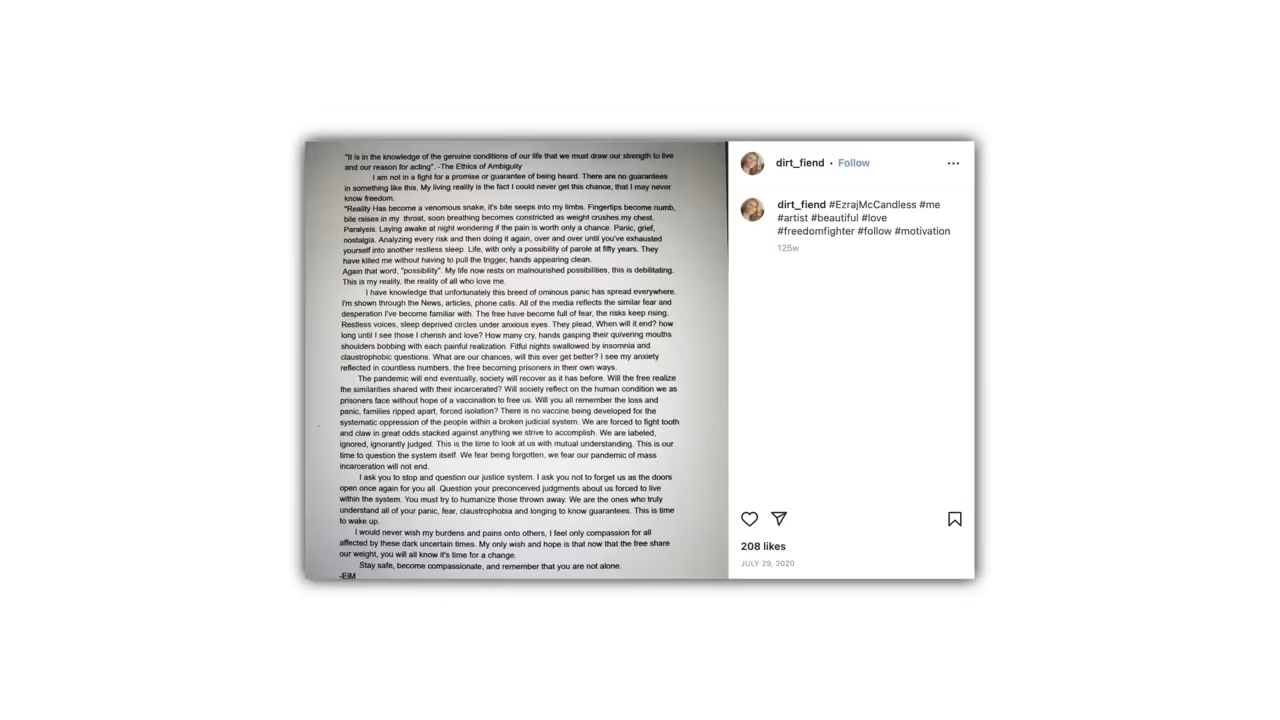 "It is in the knowledge of the genuine conditions of our life that we must draw our strength to live
and our reason for acting". -The Ethics of Ambiguity
I am not in a fight for a promise or guarantee of being heard. There are no guarantees
in something like this. My living reality is the fact I could never get this chance, that I may never
know freedom.
"Reality Has become a venomous snake, it's bite seeps into my limbs. Fingertips become numb,
bile raises in my throat, soon breathing becomes constricted as weight crushes my chest.
Paralysis. Laying awake at night wondering if the pain is worth only a chance. Panic, grief,
nostalgia. Analyzing every risk and then doing it again, over and over until you've exhausted
yourself into another restless sleep. Life, with only a possibility of parole at fifty years. They
have killed me without having to pull the trigger, hands appearing clean.
Again that word, "possibility". My life now rests on malnourished possibilities, this is debilitating.
This is my reality, the reality of all who love me.
I have knowledge that unfortunately this breed of ominous panic has spread everywhere.
I'm shown through the News, articles, phone calls. All of the media reflects the similar fear and
desperation I've become familiar with. The free have become full of fear, the risks keep rising.
Restless voices, sleep deprived circles under anxious eyes. They plead, When will it end? how
long until I see those I cherish and love? How many cry, hands gasping their quivering mouths
shoulders bobbing with each painful realization. Fitful nights swallowed by insomnia and
claustrophobic questions. What are our chances, will this ever get better? I see my anxiety
reflected in countless numbers, the free becoming prisoners in their own ways.
The pandemic will end eventually, society will recover as it has before. Will the free realize
the similarities shared with their incarcerated? Will society reflect on the human condition we as
prisoners face without hope of a vaccination to free us. Will you all remember the loss and
panic, families ripped apart, forced isolation? There is no vaccine being developed for the
systematic oppression of the people within a broken judicial system. We are forced to fight tooth
and claw in great odds stacked against anything we strive to accomplish. We are labeled,
ignored, ignorantly judged. This is the time to look at us with mutual understanding. This is our
time to question the system itself. We fear being forgotten, we fear our pandemic of mass
incarceration will not end.
I ask you to stop and question our justice system. I ask you not to forget us as the doors
open once again for you all. Question your preconceived judgments about us forced to live
within the system. You must try to humanize those thrown away. We are the ones who truly
understand all of your panic, fear, claustrophobia and longing to know guarantees. This is time
to wake up.
I would never wish my burdens and pains onto others, I feel only compassion for all
affected by these dark uncertain times. My only wish and hope is that now that the free share
our weight, you will all know it's time for a change.
Stay safe, become compassionate, and remember that you are not alone.
-EIM
dirt_fiend • Follow
dirt_fiend #EzrajMcCandless #me
#artist #beautiful #love
#freedomfighter #follow #motivation
125w
208 likes
JULY 29, 2020